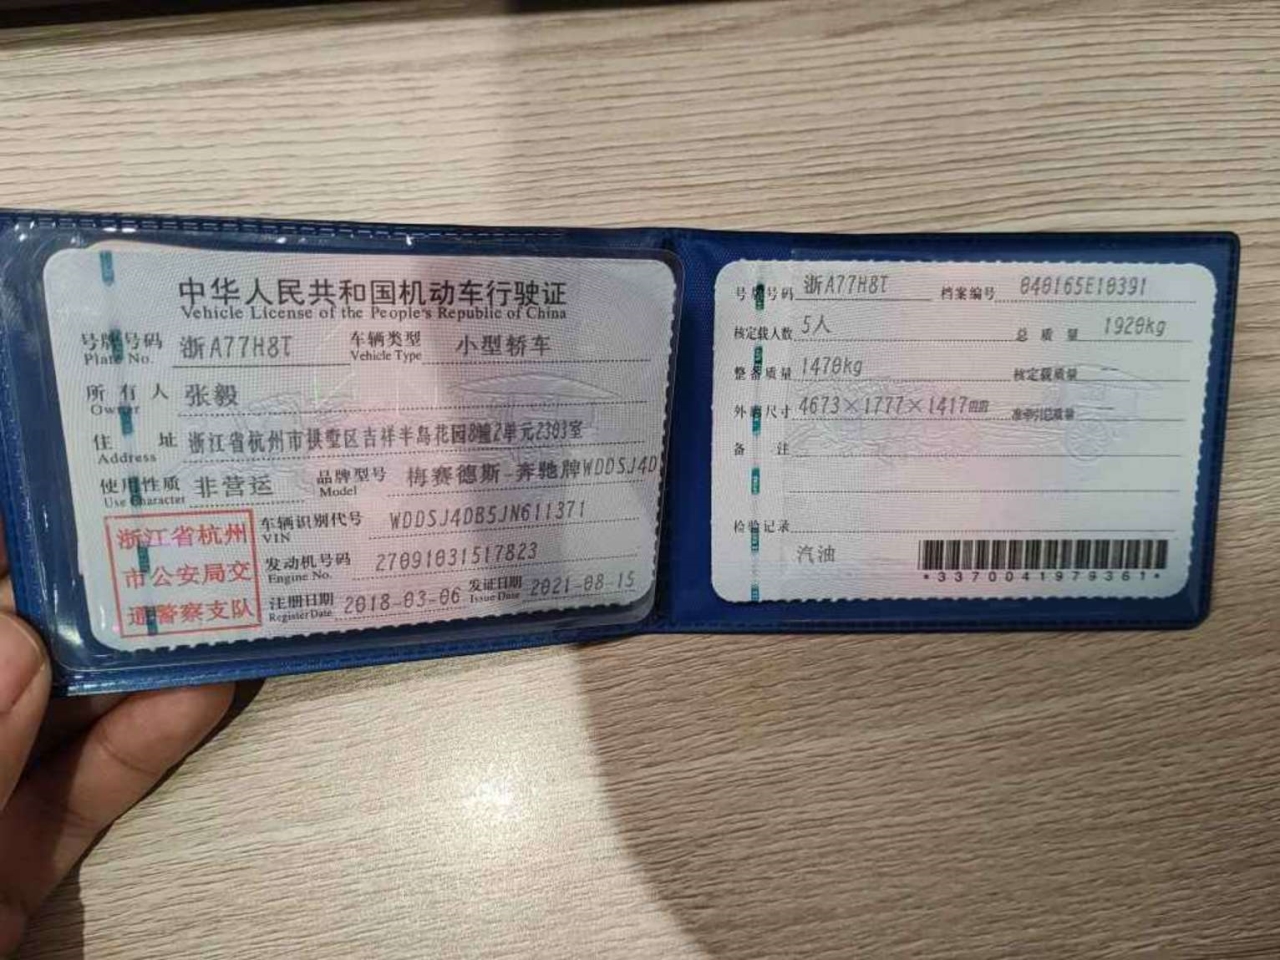 中华人民共和国机动车行驶证
Vehicle License of the People's Republic of China
号牌号码 浙A77H8T 车辆类型 小型轿车
Plate No. Vehicle Type
所有人 张毅
Owner
住址 浙江省杭州市拱墅区吉祥半岛花园8幢2单元2303室
Address
使用性质 非营运 品牌型号 梅赛德斯-奔驰牌WDDSJ4D
Use Character Model
浙江省杭州
市公安局交
通警察支队
车辆识别代号 WDDSJ4DB5JN611371
VIN
发动机号码 27091031517823
Engine No.
注册日期 2018-03-06 发证日期 2021-08-15
Register Date Issue Date
号牌号码 浙A77H8T 档案编号 040165E10391
核定载人数 5人 总质量 1920kg
整备质量 1470kg 核定载质量 --
外廓尺寸 4673×1777×1417mm 准牵引总质量 --
备注
检验记录
汽油
*3370041979361*